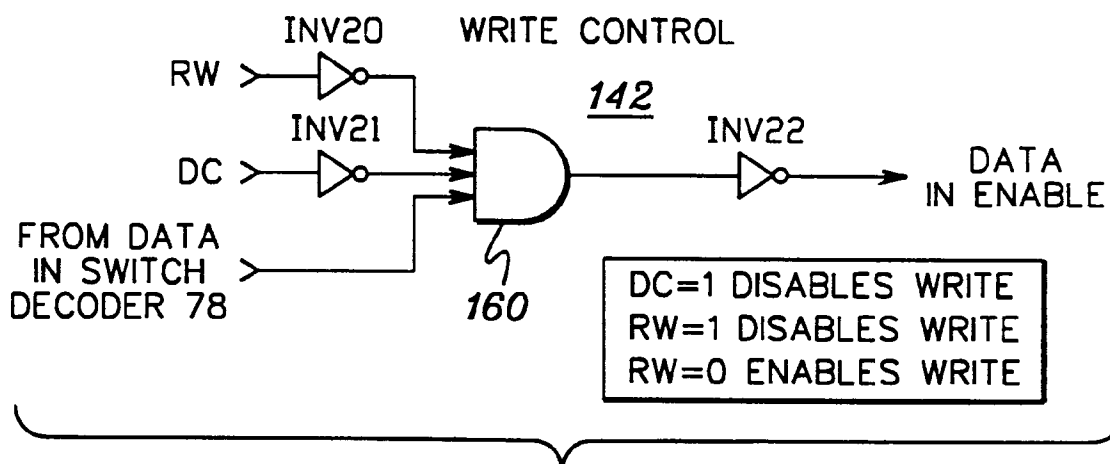 INV20
WRITE CONTROL
RW
142
INV21
INV22
DC
DATA
IN ENABLE
FROM DATA
IN SWITCH
DECODER 78
160
DC=1 DISABLES WRITE
RW=1 DISABLES WRITE
RW=0 ENABLES WRITE